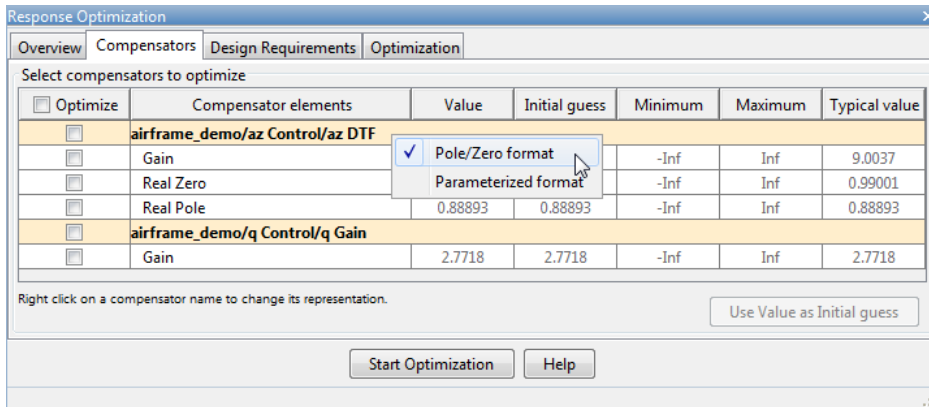 Response Optimization
Overview Compensators Design Requirements Optimization
Select compensators to optimize
Optimize Compensator elements Value Initial guess Minimum Maximum Typical value
airframe_demo/az Control/az DTF
Gain -Inf Inf 9.0037
Pole/Zero format
Real Zero -Inf Inf 0.99001
Parameterized format
Real Pole 0.88893 0.88893 -Inf Inf 0.88893
airframe_demo/q Control/q Gain
Gain 2.7718 2.7718 -Inf Inf 2.7718
Right click on a compensator name to change its representation.
Use Value as Initial guess
Start Optimization Help